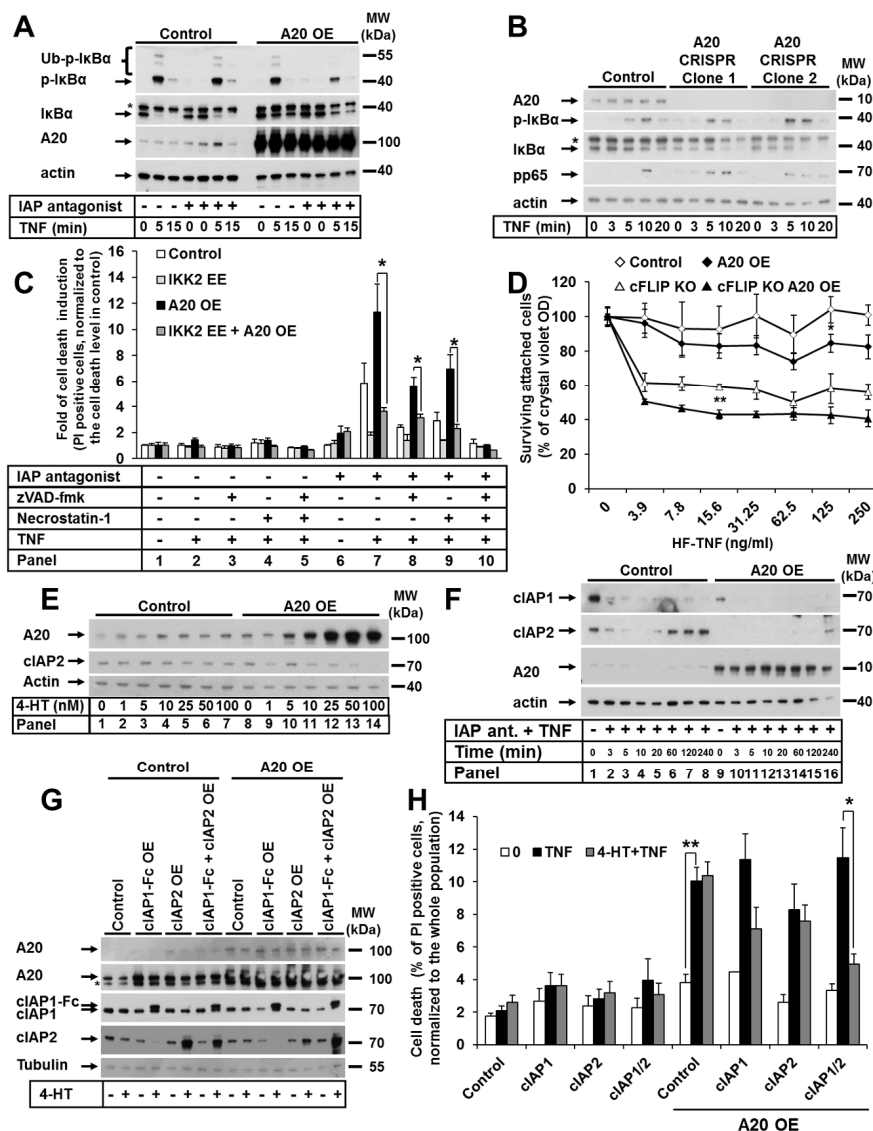 A
Control
A20 OE
MW
(kDa)
Ub-p-IκBα
55
p-IκBα
40
*
40
IκBα
A20
100
actin
40
IAP antagonist
- - - + + + +
- - - + + + +
TNF (min)
0 5 15 0 0 5 15
0 5 15 0 0 5 15
B
A20
CRISPR
Clone 1
A20
CRISPR
Clone 2
Control
MW
(kDa)
A20
10
p-IκBα
40
*
IκBα
40
pp65
70
actin
40
TNF (min)
0 3 5 10 20 0 3 5 10 20 0 3 5 10 20
C
Fold of cell death induction
(PI positive cells, normalized to
the cell death level in control)
16
14
12
10
8
6
4
2
0
Control
IKK2 EE
A20 OE
IKK2 EE + A20 OE
*
*
*
IAP antagonist - - - - - + + + + +
zVAD-fmk - - + - + - - + - +
Necrostatin-1 - - - + + - - - + +
TNF - + + + + - + + + +
Panel 1 2 3 4 5 6 7 8 9 10
D
Control
A20 OE
cFLIP KO
cFLIP KO A20 OE
Surviving attached cells
(% of crystal violet OD)
120
100
80
60
40
20
0
*
**
0 3.9 7.8 15.6 31.25 62.5 125 250
HF-TNF (ng/ml)
E
Control
A20 OE
MW
(kDa)
A20
100
cIAP2
70
Actin
40
4-HT (nM) 0 1 5 10 25 50 100 0 1 5 10 25 50 100
Panel 1 2 3 4 5 6 7 8 9 10 11 12 13 14
F
Control
A20 OE
MW
(kDa)
cIAP1
70
cIAP2
70
A20
10
actin
40
IAP ant. + TNF - + + + + + + + - + + + + + + +
Time (min) 0 3 5 10 20 60 120 240 0 3 5 10 20 60 120 240
Panel 1 2 3 4 5 6 7 8 9 10 11 12 13 14 15 16
G
Control
A20 OE
Control
cIAP1-Fc OE
cIAP2 OE
cIAP1-Fc + cIAP2 OE
Control
cIAP1-Fc OE
cIAP2 OE
cIAP1-Fc + cIAP2 OE
MW
(kDa)
A20
100
A20
100
*
cIAP1-Fc
cIAP1
70
cIAP2
70
Tubulin
55
4-HT - + - + - + - + - + - + - + - +
H
Cell death (% of PI positive cells,
normalized to the whole population)
14
12
10
8
6
4
2
0
0
TNF
4-HT+TNF
**
*
Control
cIAP1
cIAP2
cIAP1/2
Control
cIAP1
cIAP2
cIAP1/2
A20 OE